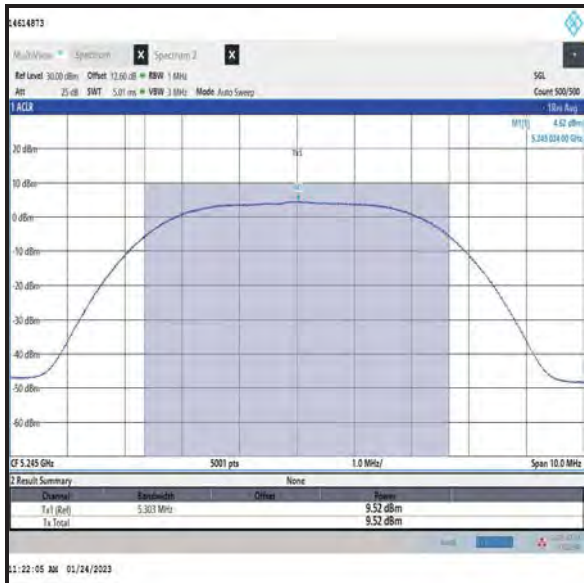 14614873
MultiView Spectrum X Spectrum 2 X
Ref Level 30.00 dBm Offset 12.60 dB RBW 1 MHz SGL
Att 25 dB SWT 5.01 ms VBW 3 MHz Mode Auto Sweep Count 500/500
1 ACLR 1Rm Avg
M1[1] 4.62 dBm
5.245 024 00 GHz
20 dBm
Tx1
10 dBm
M1
0 dBm
-10 dBm
-20 dBm
-30 dBm
-40 dBm
-50 dBm
-60 dBm
CF 5.245 GHz 5001 pts 1.0 MHz/ Span 10.0 MHz
2 Result Summary None
Channel Bandwidth Offset Power
Tx1 (Ref) 5.303 MHz 9.52 dBm
Tx Total 9.52 dBm
11:22:05 AM 01/24/2023